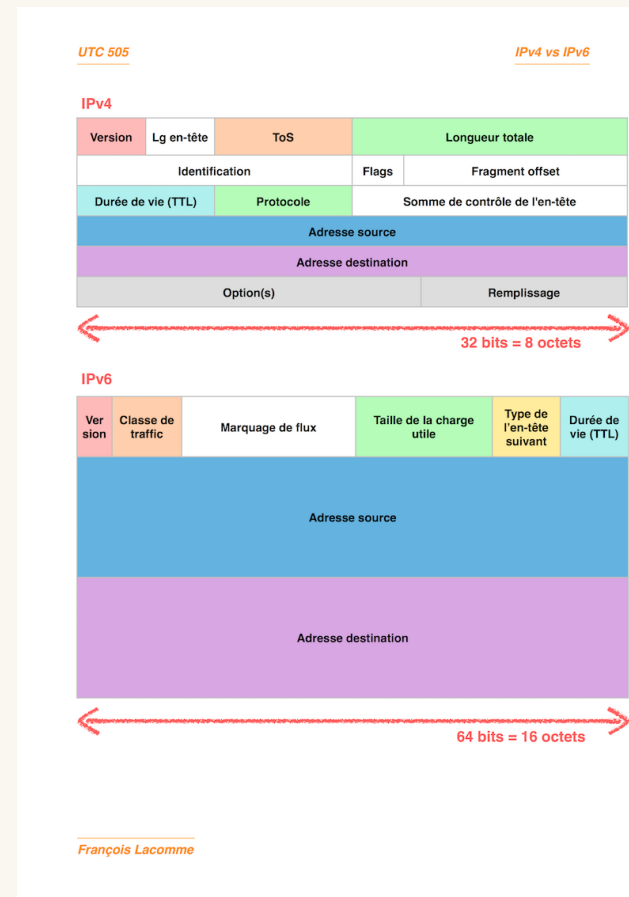 UTC 505
IPv4 vs IPv6
IPv4
Version
Lg en-tête
ToS
Longueur totale
Identification
Flags
Fragment offset
Durée de vie (TTL)
Protocole
Somme de contrôle de l'en-tête
Adresse source
Adresse destination
Option(s)
Remplissage
32 bits = 8 octets
IPv6
Ver
sion
Classe de
traffic
Marquage de flux
Taille de la charge
utile
Type de
l'en-tête
suivant
Durée de
vie (TTL)
Adresse source
Adresse destination
64 bits = 16 octets
François Lacomme